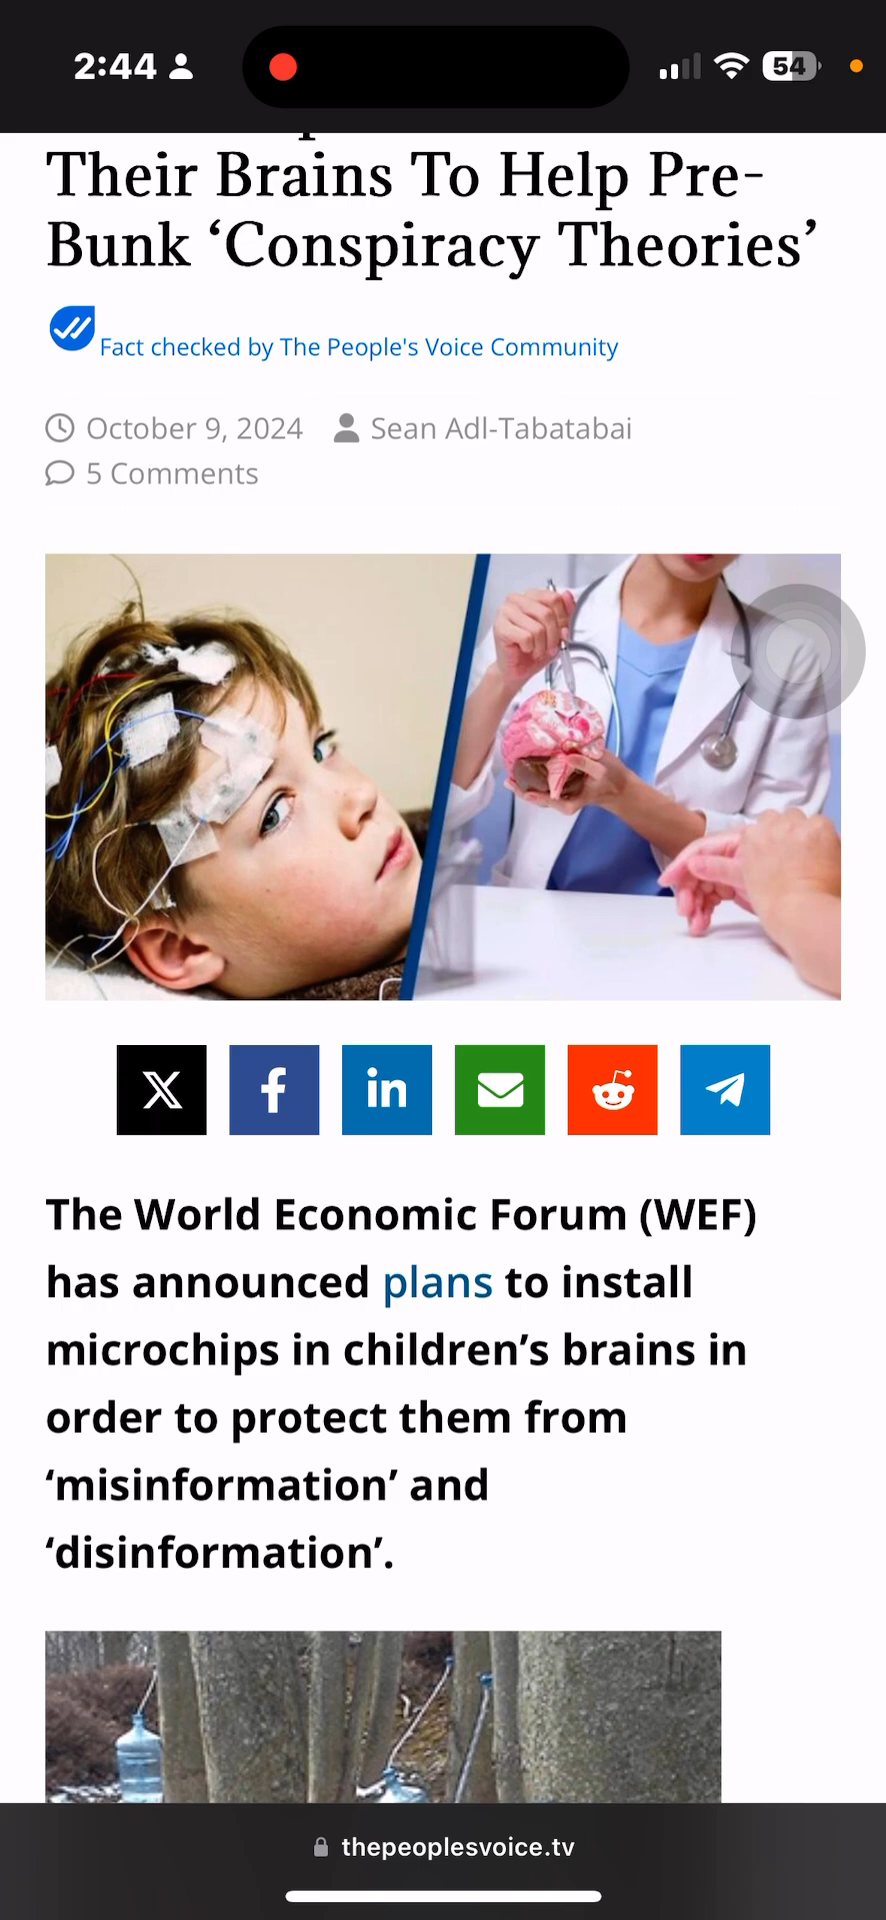 2:44
54
Their Brains To Help Pre-
Bunk ‘Conspiracy Theories’
Fact checked by The People's Voice Community
October 9, 2024 Sean Adl-Tabatabai
5 Comments
The World Economic Forum (WEF)
has announced plans to install
microchips in children’s brains in
order to protect them from
‘misinformation’ and
‘disinformation’.
thepeoplesvoice.tv